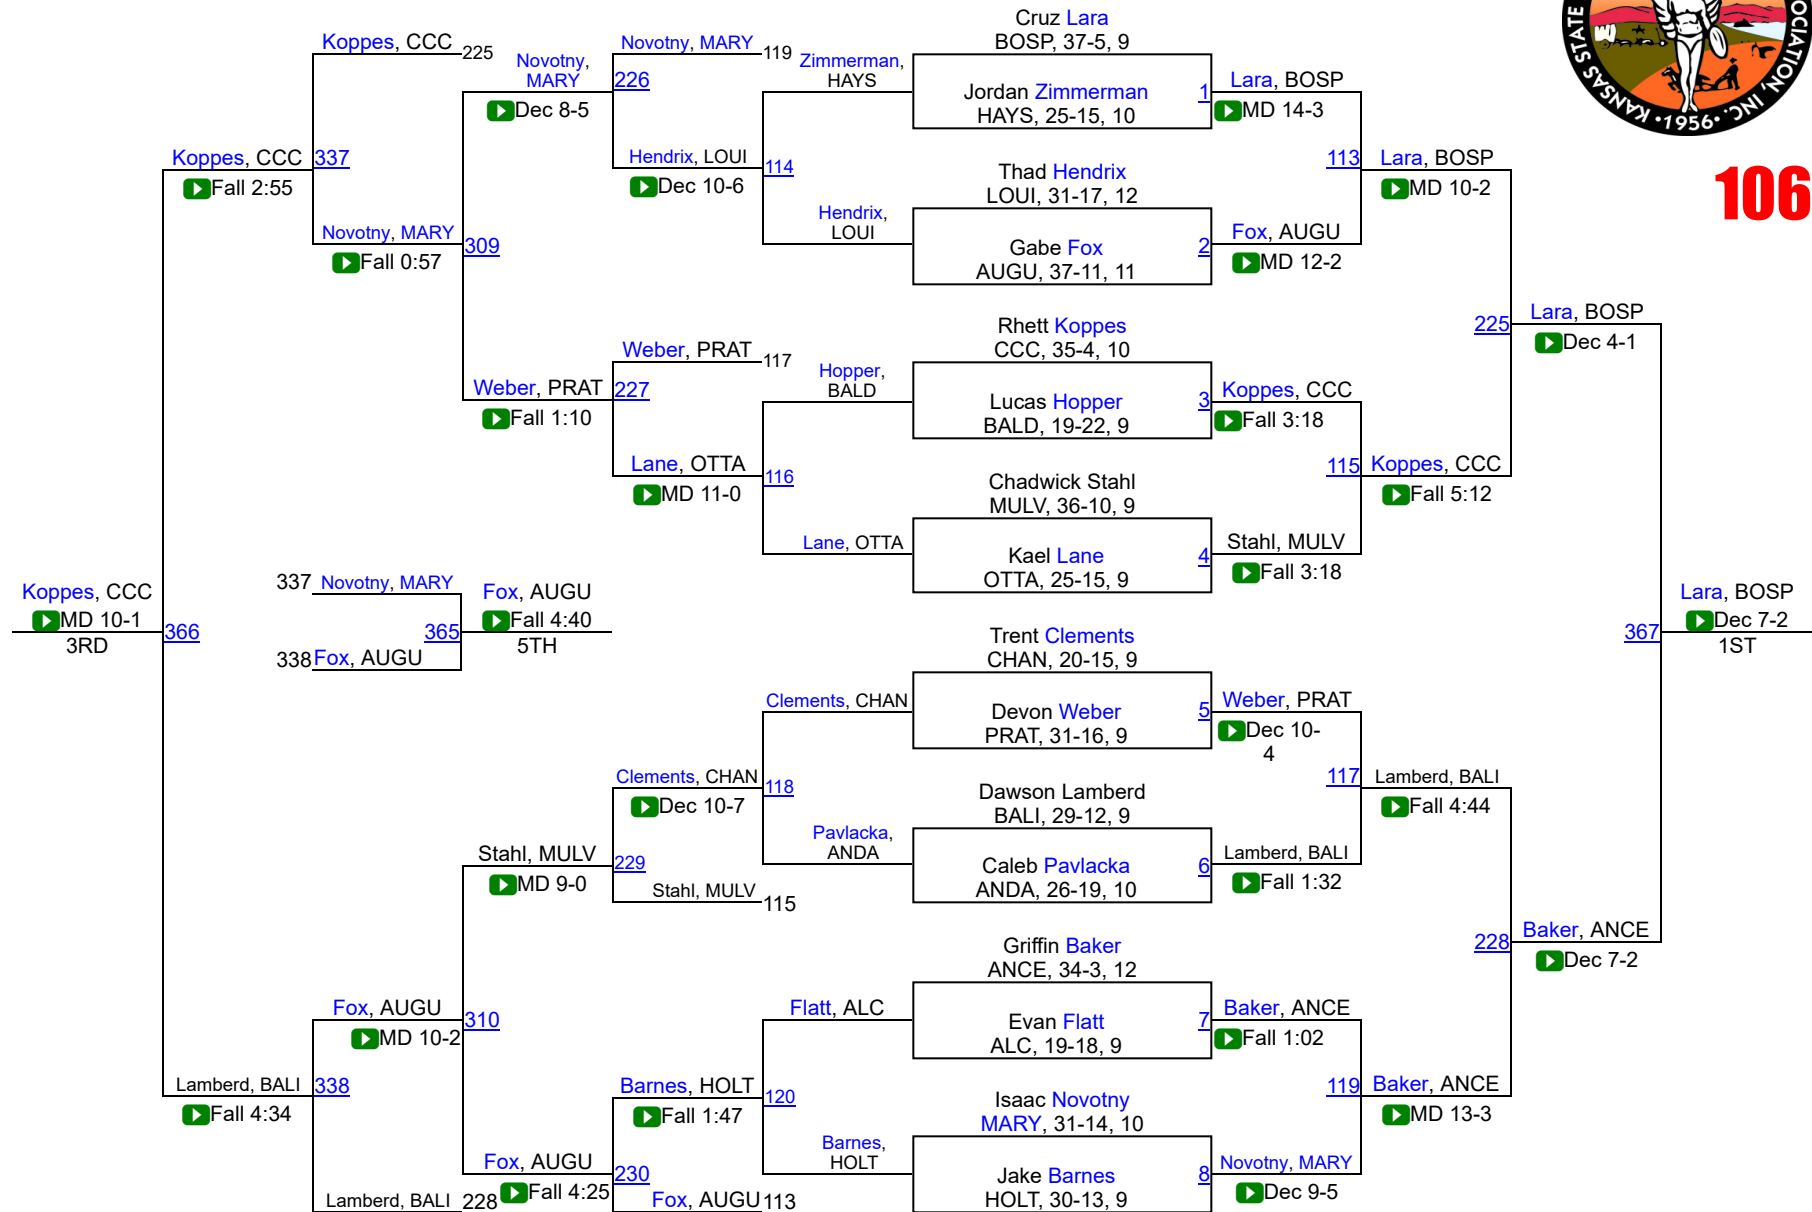 Koppes, CCC
225
Novotny,
MARY
Dec 8-5
Novotny, MARY
119
226
Zimmerman,
HAYS
Cruz Lara
BOSP, 37-5, 9
Jordan Zimmerman
HAYS, 25-15, 10
1
Lara, BOSP
MD 14-3
KANSAS STATE
OCIATION, INC.
•1956•
106
Koppes, CCC
Fall 2:55
337
Hendrix, LOUI
Dec 10-6
114
Thad Hendrix
LOUI, 31-17, 12
Gabe Fox
AUGU, 37-11, 11
2
Fox, AUGU
MD 12-2
113
Lara, BOSP
MD 10-2
Novotny, MARY
Fall 0:57
309
Hendrix,
LOUI
Weber, PRAT
117
Weber, PRAT
Fall 1:10
227
Hopper,
BALD
Rhett Koppes
CCC, 35-4, 10
Lucas Hopper
BALD, 19-22, 9
3
Koppes, CCC
Fall 3:18
225
Lara, BOSP
Dec 4-1
Lane, OTTA
MD 11-0
116
Lane, OTTA
Chadwick Stahl
MULV, 36-10, 9
Kael Lane
OTTA, 25-15, 9
4
Stahl, MULV
Fall 3:18
115
Koppes, CCC
Fall 5:12
Koppes, CCC
MD 10-1
3RD
366
337
Novotny, MARY
338
Fox, AUGU
365
Fox, AUGU
Fall 4:40
5TH
367
Lara, BOSP
Dec 7-2
1ST
Clements, CHAN
Trent Clements
CHAN, 20-15, 9
Devon Weber
PRAT, 31-16, 9
5
Weber, PRAT
Dec 10-
4
Clements, CHAN
Dec 10-7
118
Pavlacka,
ANDA
Dawson Lamberd
BALI, 29-12, 9
Caleb Pavlacka
ANDA, 26-19, 10
6
Lamberd, BALI
Fall 1:32
117
Lamberd, BALI
Fall 4:44
Stahl, MULV
MD 9-0
229
Stahl, MULV
115
228
Baker, ANCE
Dec 7-2
Fox, AUGU
MD 10-2
310
Flatt, ALC
Griffin Baker
ANCE, 34-3, 12
Evan Flatt
ALC, 19-18, 9
7
Baker, ANCE
Fall 1:02
Lamberd, BALI
Fall 4:34
338
Barnes, HOLT
Fall 1:47
120
Barnes,
HOLT
Isaac Novotny
MARY, 31-14, 10
Jake Barnes
HOLT, 30-13, 9
8
Novotny, MARY
Dec 9-5
119
Baker, ANCE
MD 13-3
Fox, AUGU
Fall 4:25
230
Lamberd, BALI
228
Fox, AUGU
113